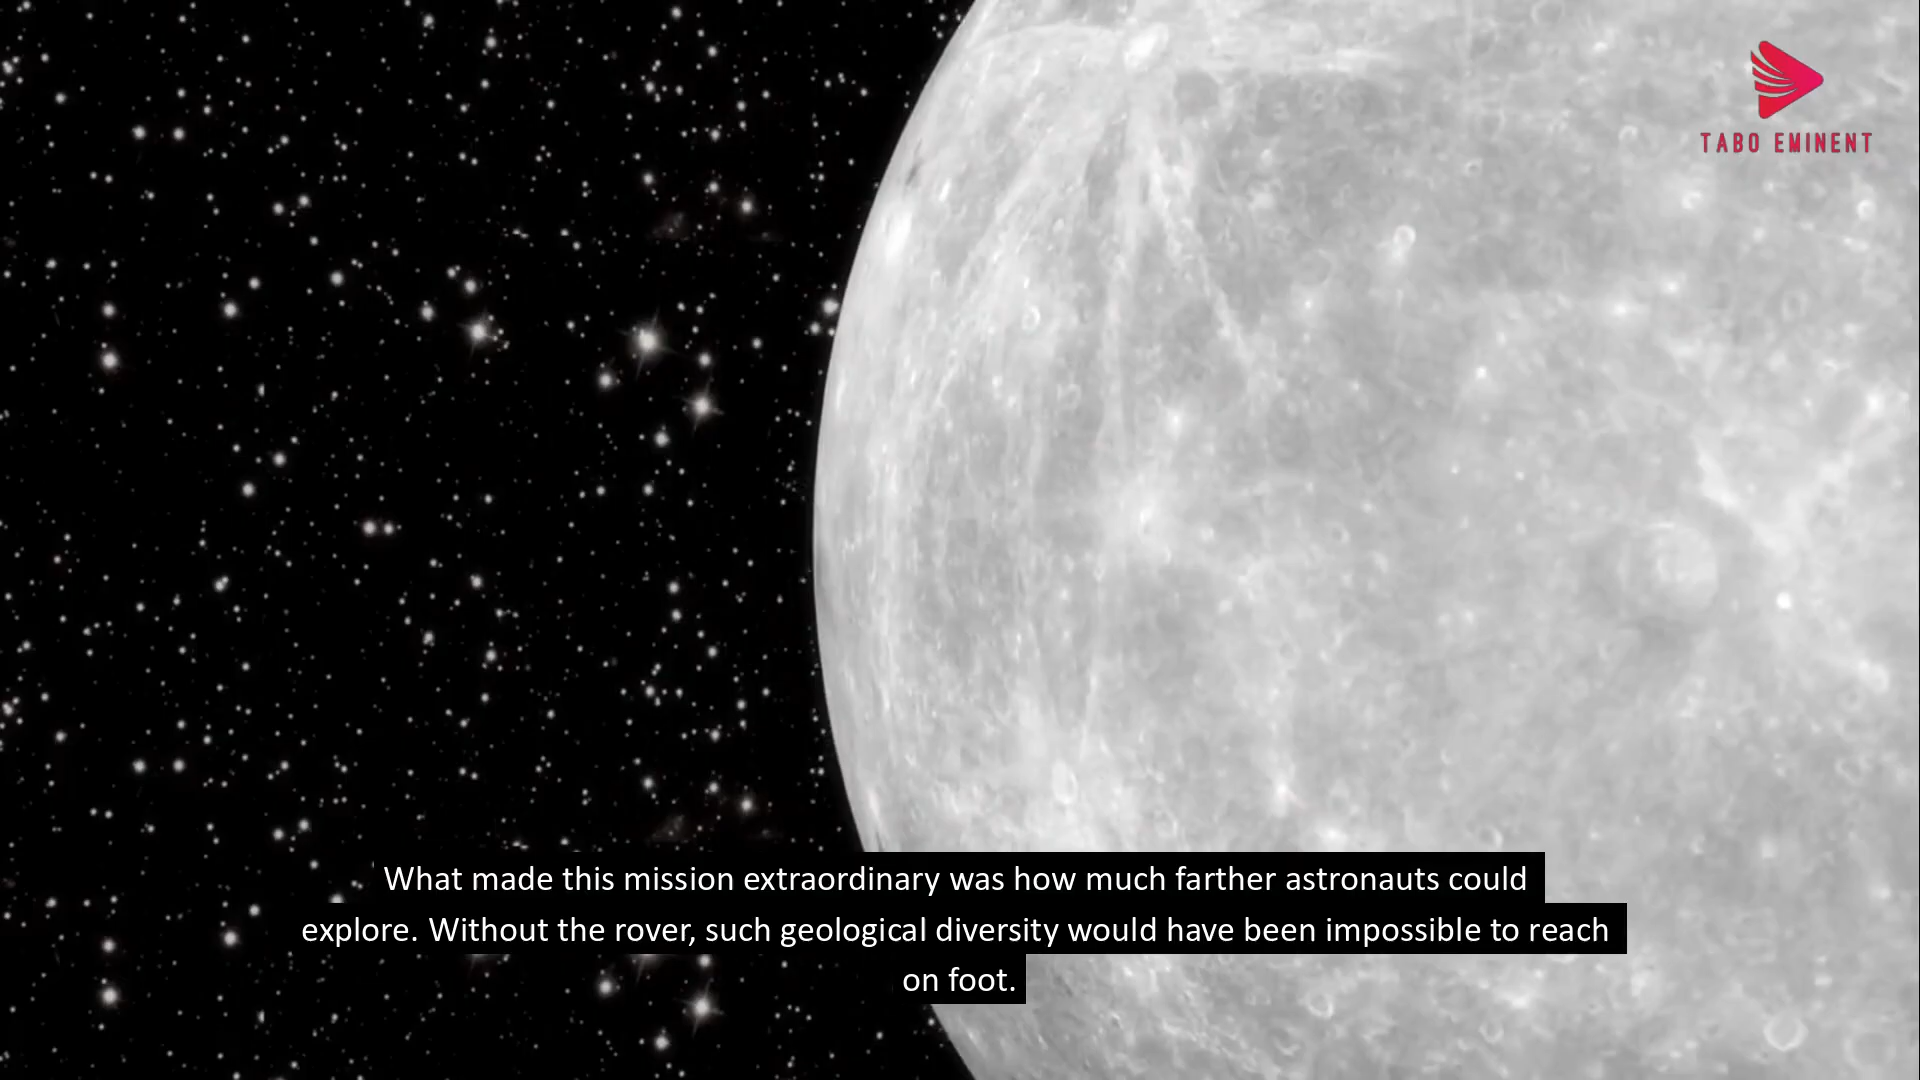 TABO EMINENT
What made this mission extraordinary was how much farther astronauts could
explore. Without the rover, such geological diversity would have been impossible to reach
on foot.